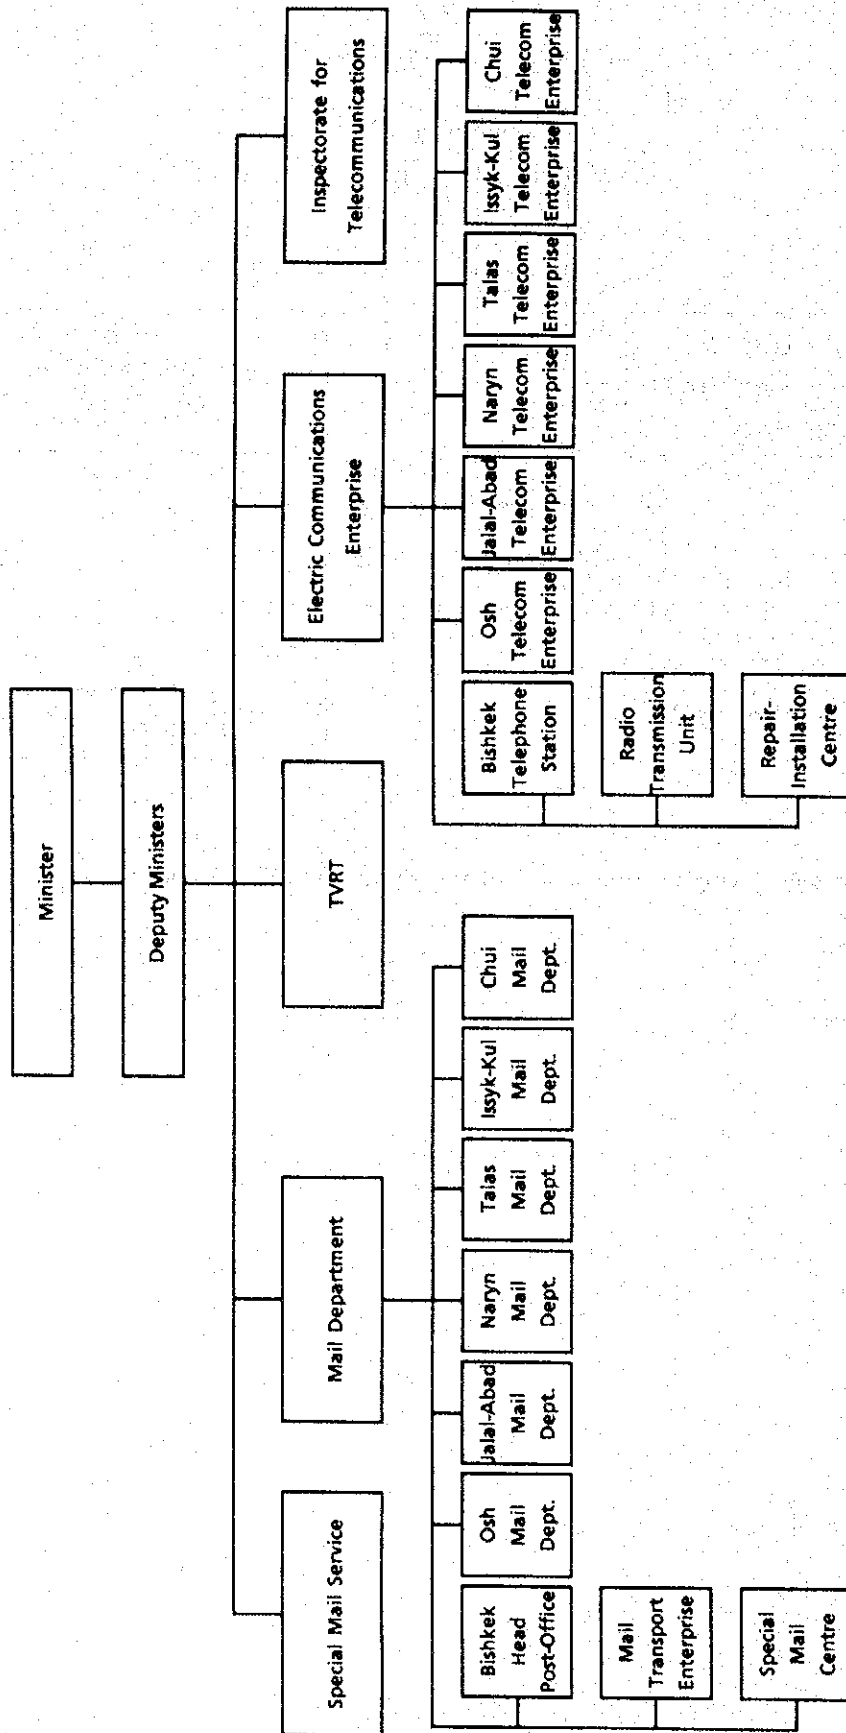 Minister
Deputy Ministers
Special Mail Service
Mail Department
TVRT
Electric Communications
Enterprise
Inspectorate for
Telecommunications
Bishkek
Head
Post-Office
Osh
Mail
Dept.
Jalal-Abad
Mail
Dept.
Naryn
Mail
Dept.
Talas
Mail
Dept.
Issyk-Kul
Mail
Dept.
Chui
Mail
Dept.
Mail
Transport
Enterprise
Special
Mail
Centre
Bishkek
Telephone
Station
Osh
Telecom
Enterprise
Jalal-Abad
Telecom
Enterprise
Naryn
Telecom
Enterprise
Talas
Telecom
Enterprise
Issyk-Kul
Telecom
Enterprise
Chui
Telecom
Enterprise
Radio
Transmission
Unit
Repair-
Installation
Centre